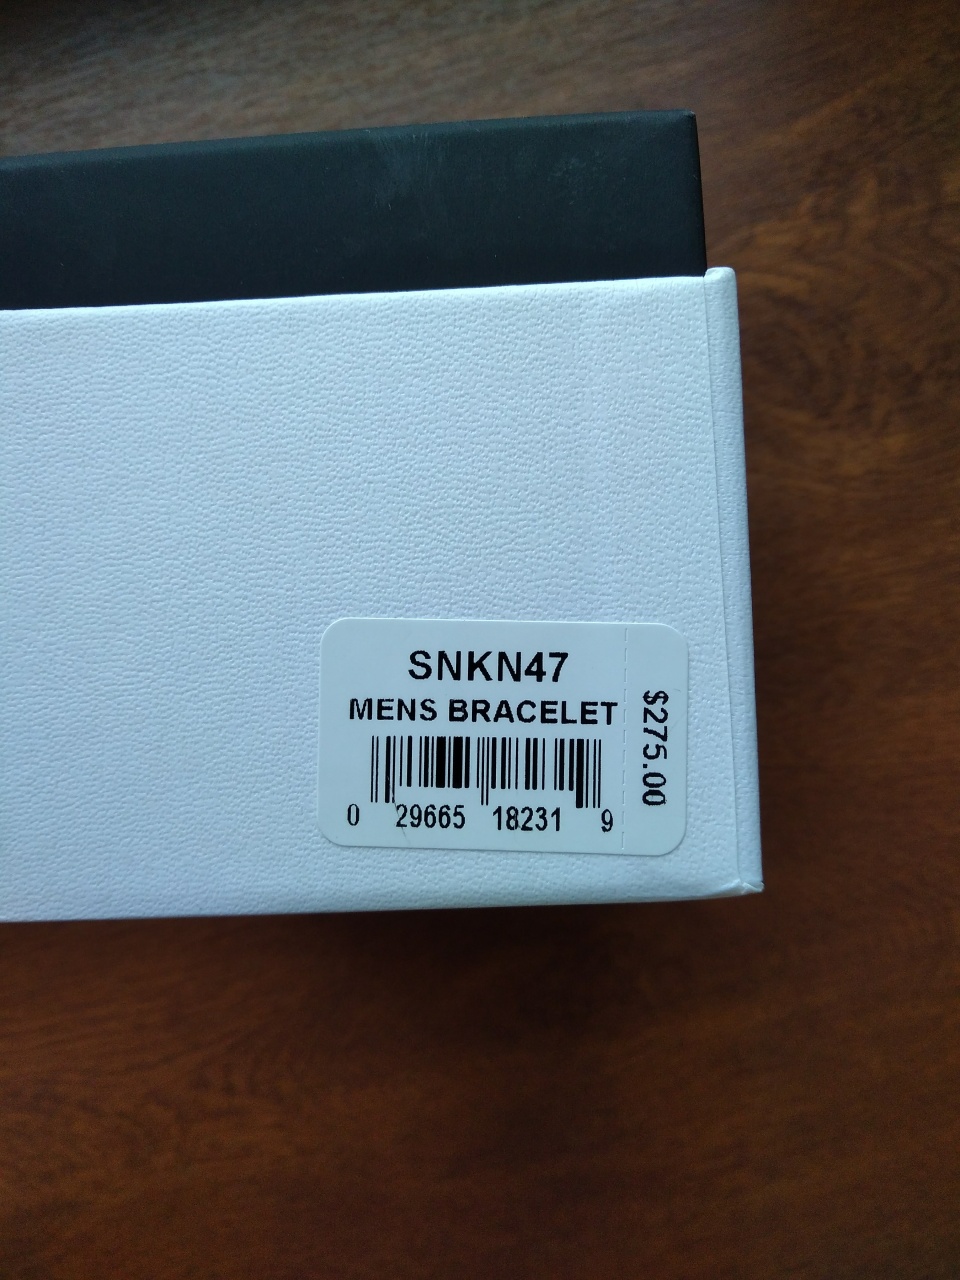 SNKN47
MENS BRACELET
0 29665 18231 9
$275.00